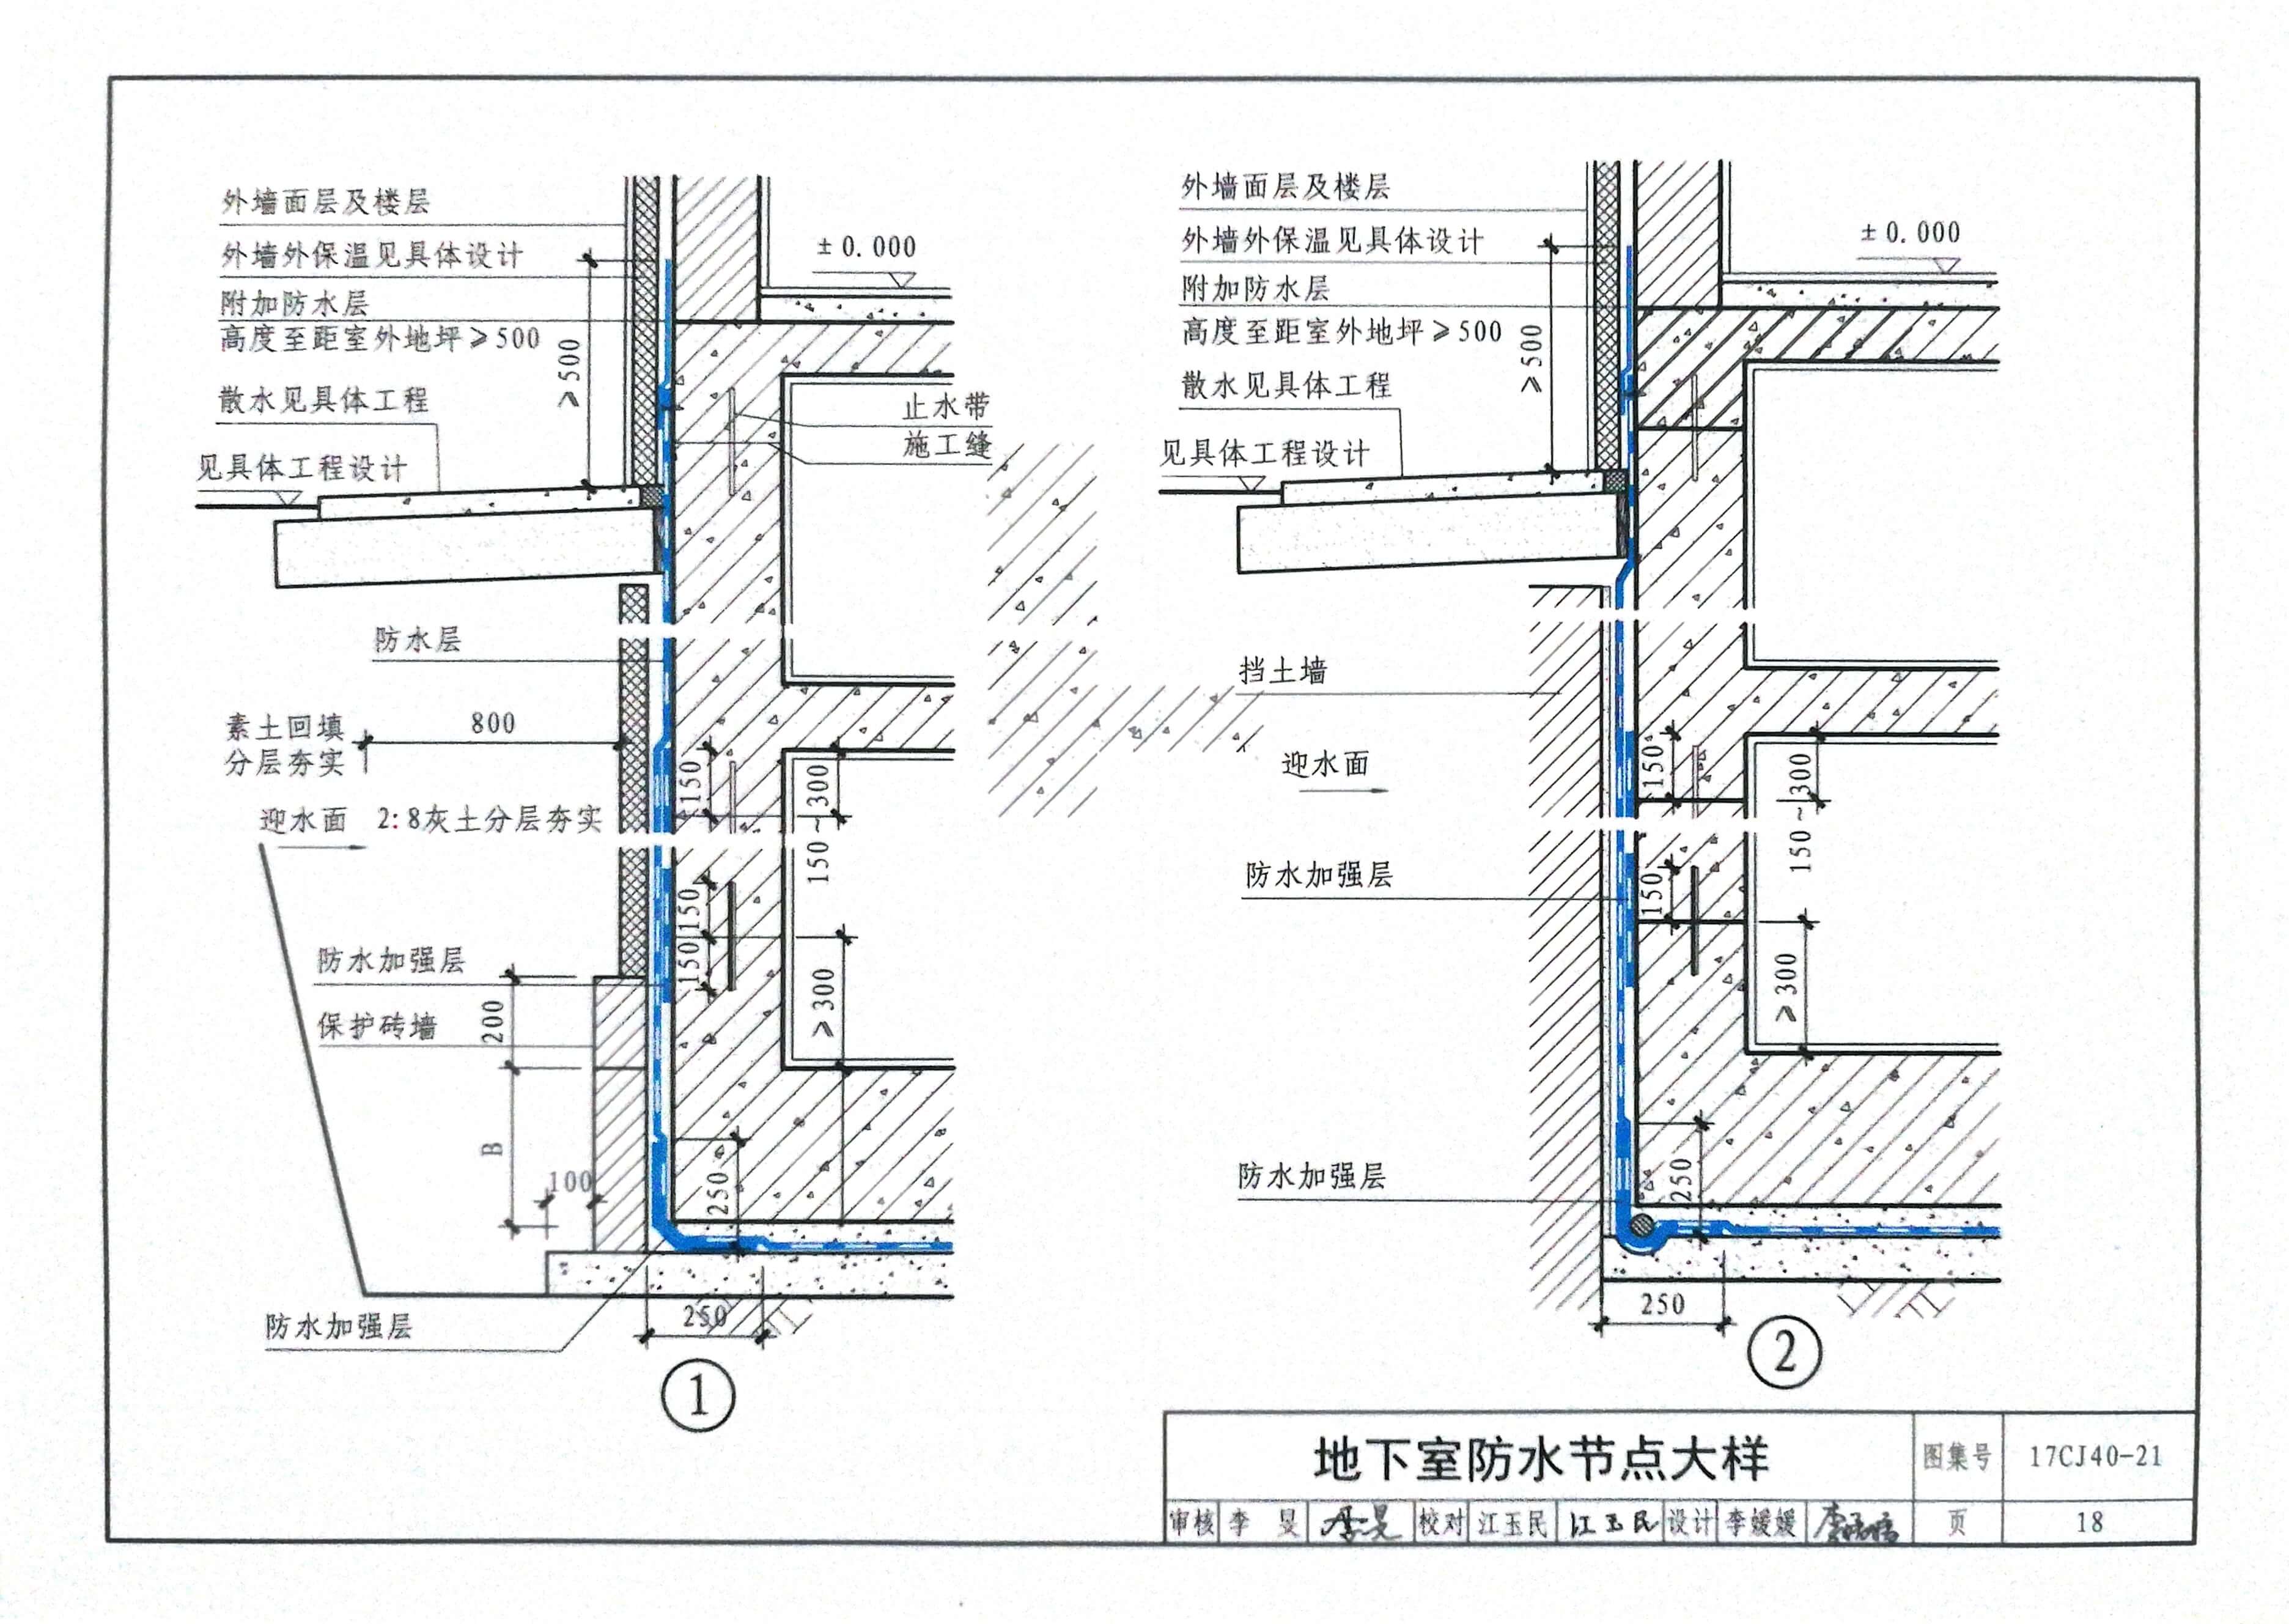 外墙面层及楼层
外墙外保温见具体设计
附加防水层
高度至距室外地坪≥500
散水见具体工程
见具体工程设计
≥500
±0.000
止水带
施工缝
防水层
素土回填
分层夯实
800
迎水面
2:8灰土分层夯实
150
150~300
150
150
≥300
防水加强层
保护砖墙
200
B
100
250
防水加强层
250
1
外墙面层及楼层
外墙外保温见具体设计
附加防水层
高度至距室外地坪≥500
散水见具体工程
见具体工程设计
≥500
±0.000
挡土墙
迎水面
150
150~300
防水加强层
150
≥300
防水加强层
250
250
2
地下室防水节点大样
图集号
17CJ40-21
审核 李旻 李旻 校对 江玉民 江玉民 设计 李媛媛 李媛媛
页
18